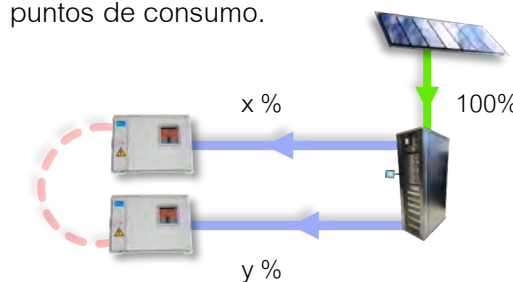 puntos de consumo.
x %
100%
y %